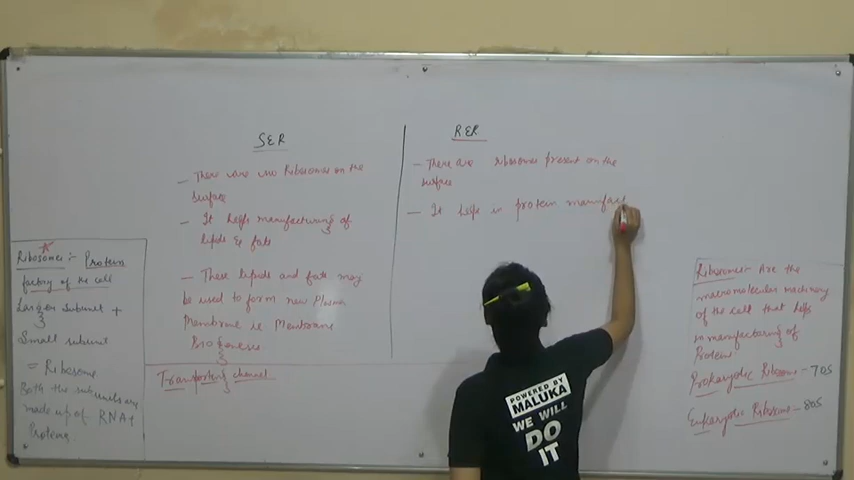 SER
- There are no Ribosomes on the
surface
- It helps manufacturing of
lipids & fats
- These lipids and fats may
be used to form new Plasma
Membrane ie Membrane
Biogenesis
Transporting channel
RER
- There are ribosomes present on the
surface
- It helps in protein manufact
Ribosomes :- Protein
factory of the cell
Larger subunit +
Small subunit
= Ribosome
Both the subunits are
made up of RNA +
Proteins
Ribosomes:- Are the
macromolecular machinery
of the cell that helps
in manufacturing of
Proteins
Prokaryotic Ribosome - 70S
Eukaryotic Ribosome - 80S
POWERED BY
MALUKA
WE WILL
DO
IT